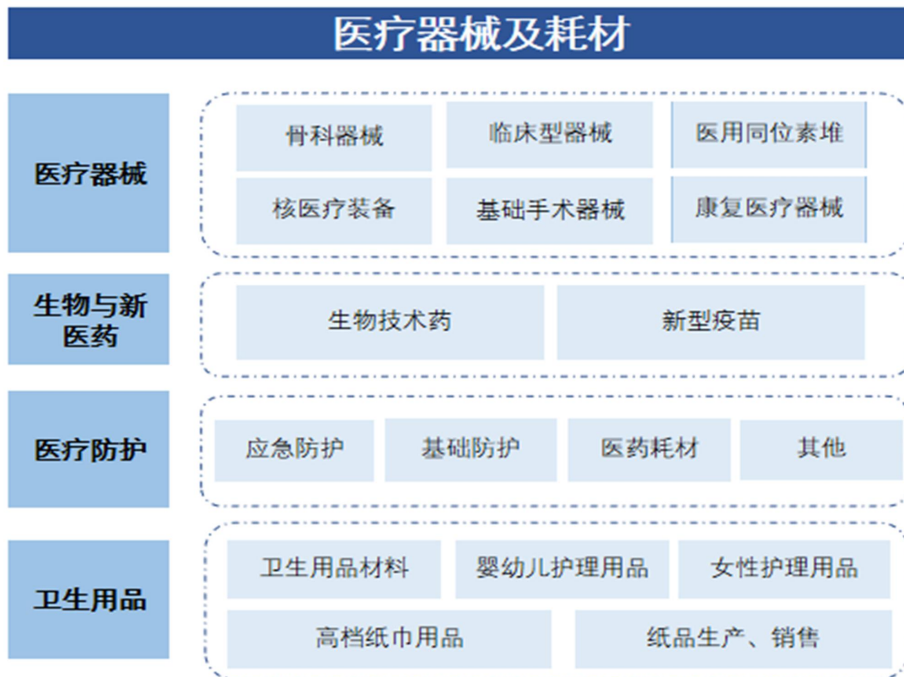 医疗器械及耗材
医疗器械
骨科器械
临床型器械
医用同位素堆
核医疗装备
基础手术器械
康复医疗器械
生物与新
医药
生物技术药
新型疫苗
医疗防护
应急防护
基础防护
医药耗材
其他
卫生用品
卫生用品材料
婴幼儿护理用品
女性护理用品
高档纸巾用品
纸品生产、销售